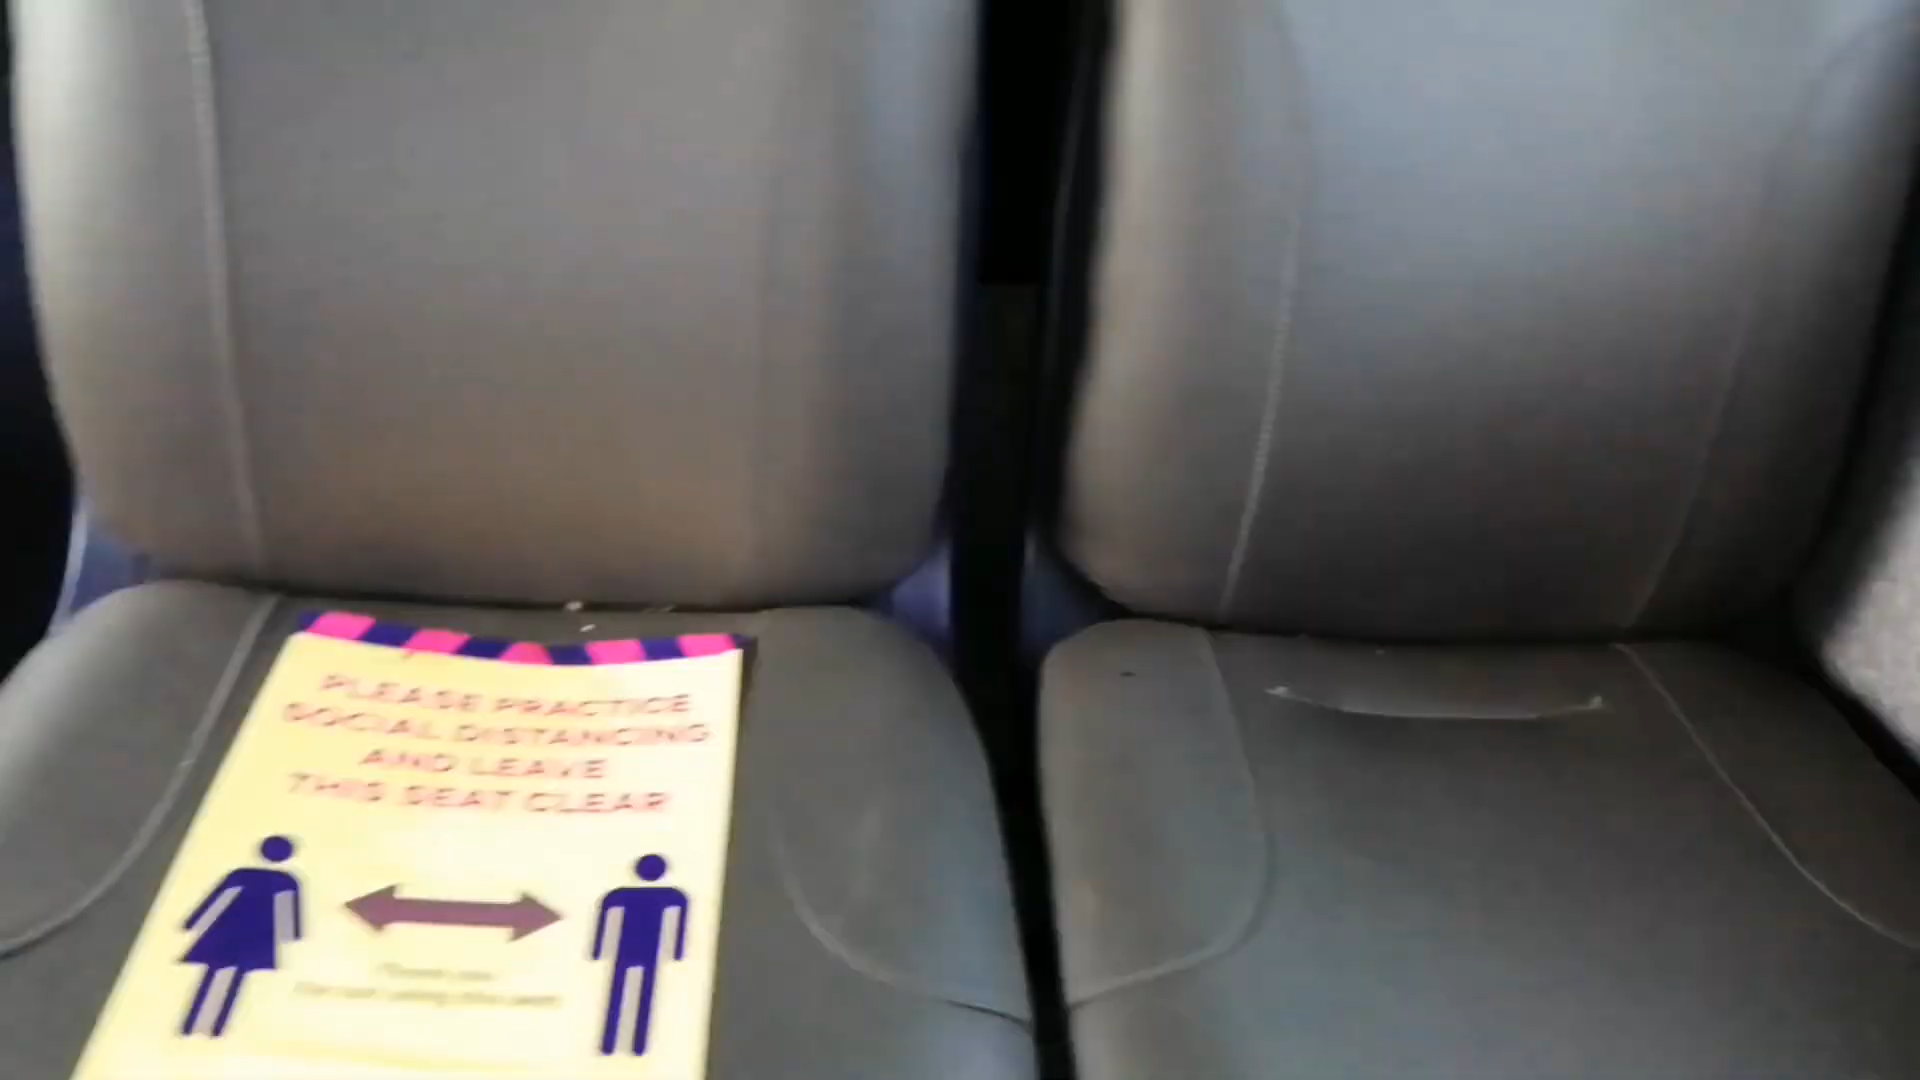 PLEASE PRACTICE
SOCIAL DISTANCING
AND LEAVE
THIS SEAT CLEAR